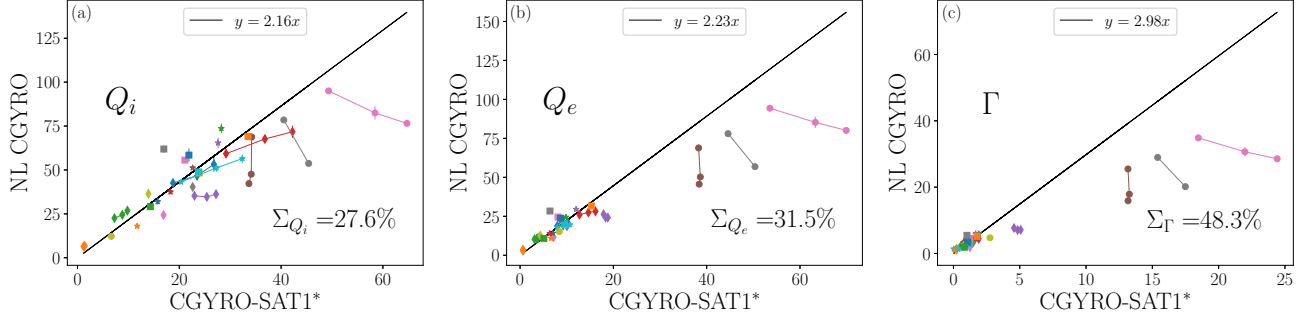 (a)
y = 2.16x
Q_i
Σ_{Q_i} =27.6%
NL CGYRO
0
25
50
75
100
125
0
20
40
60
CGYRO-SAT1*
(b)
y = 2.23x
Q_e
Σ_{Q_e} =31.5%
NL CGYRO
0
25
50
75
100
125
150
0
20
40
60
CGYRO-SAT1*
(c)
y = 2.98x
Γ
Σ_Γ =48.3%
NL CGYRO
0
20
40
60
0
5
10
15
20
25
CGYRO-SAT1*